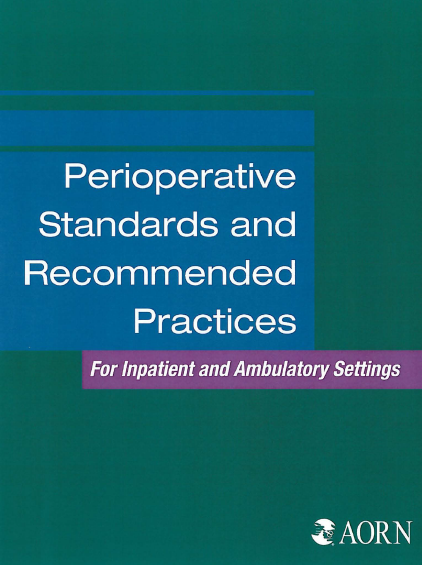 Perioperative
Standards and
Recommended
Practices
For Inpatient and Ambulatory Settings
AORN